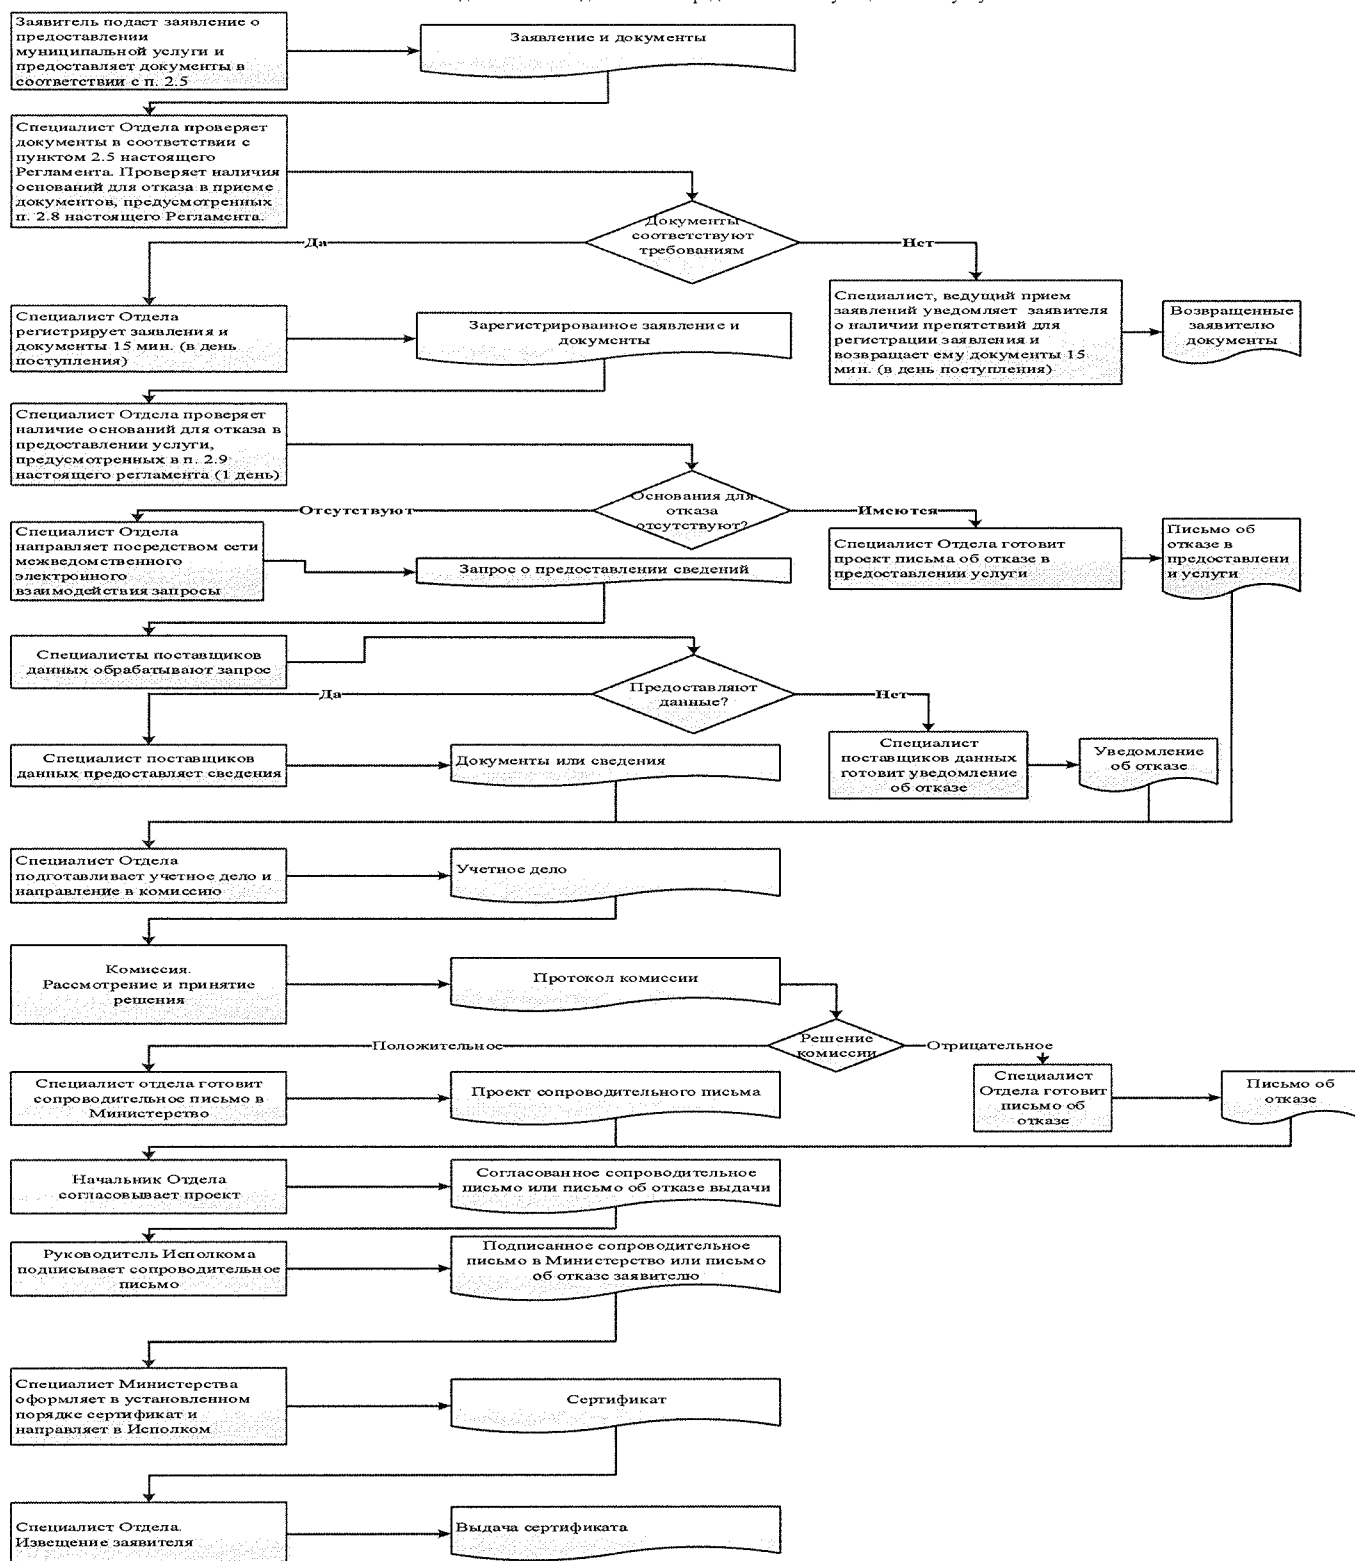 Заявитель подаст заявление о
предоставлении
муниципальной услуги и
предоставляет документы в
соответствии с п. 2.5
Заявление и документы
Специалист Отдела проверяет
документы в соответствии с
пунктом 2.5 настоящего
Регламента. Проверяет наличия
оснований для отказа в приеме
документов, предусмотренных
п. 2.8 настоящего Регламента.
Документы
соответствуют
требованиям
Да
Нет
Специалист Отдела
регистрирует заявления и
документы 15 мин. (в день
поступления)
Зарегистрированное заявление и
документы
Специалист, ведущий прием
заявлений уведомляет заявителя
о наличии препятствий для
регистрации заявления и
возвращает ему документы 15
мин. (в день поступления)
Возвращенные
заявителю
документы
Специалист Отдела проверяет
наличие оснований для отказа в
предоставлении услуги,
предусмотренных в п. 2.9
настоящего регламента (1 день)
Основания для
отказа
отсутствуют?
Отсутствуют
Имеются
Специалист Отдела
направляет посредством сети
межведомственного
электронного
взаимодействия запросы
Запрос о предоставлении сведений
Специалист Отдела готовит
проект письма об отказе в
предоставлении услуги
Письмо об
отказе в
предоставлени
и услуги
Специалисты поставщиков
данных обрабатывают запрос
Предоставляют
данные?
Да
Нет
Специалист поставщиков
данных предоставляет сведения
Документы или сведения
Специалист
поставщиков данных
готовит уведомление
об отказе
Уведомление
об отказе
Специалист Отдела
подготавливает учетное дело и
направление в комиссию
Учетное дело
Комиссия.
Рассмотрение и принятие
решения
Протокол комиссии
Решение
комиссии
Положительное
Отрицательное
Специалист отдела готовит
сопроводительное письмо в
Министерство
Проект сопроводительного письма
Специалист
Отдела готовит
письмо об
отказе
Письмо об
отказе
Начальник Отдела
согласовывает проект
Согласованное сопроводительное
письмо или письмо об отказе выдачи
Руководитель Исполкома
подписывает сопроводительное
письмо
Подписанное сопроводительное
письмо в Министерство или письмо
об отказе заявителю
Специалист Министерства
оформляет в установленном
порядке сертификат и
направляет в Исполком
Сертификат
Специалист Отдела.
Извещение заявителя
Выдача сертификата